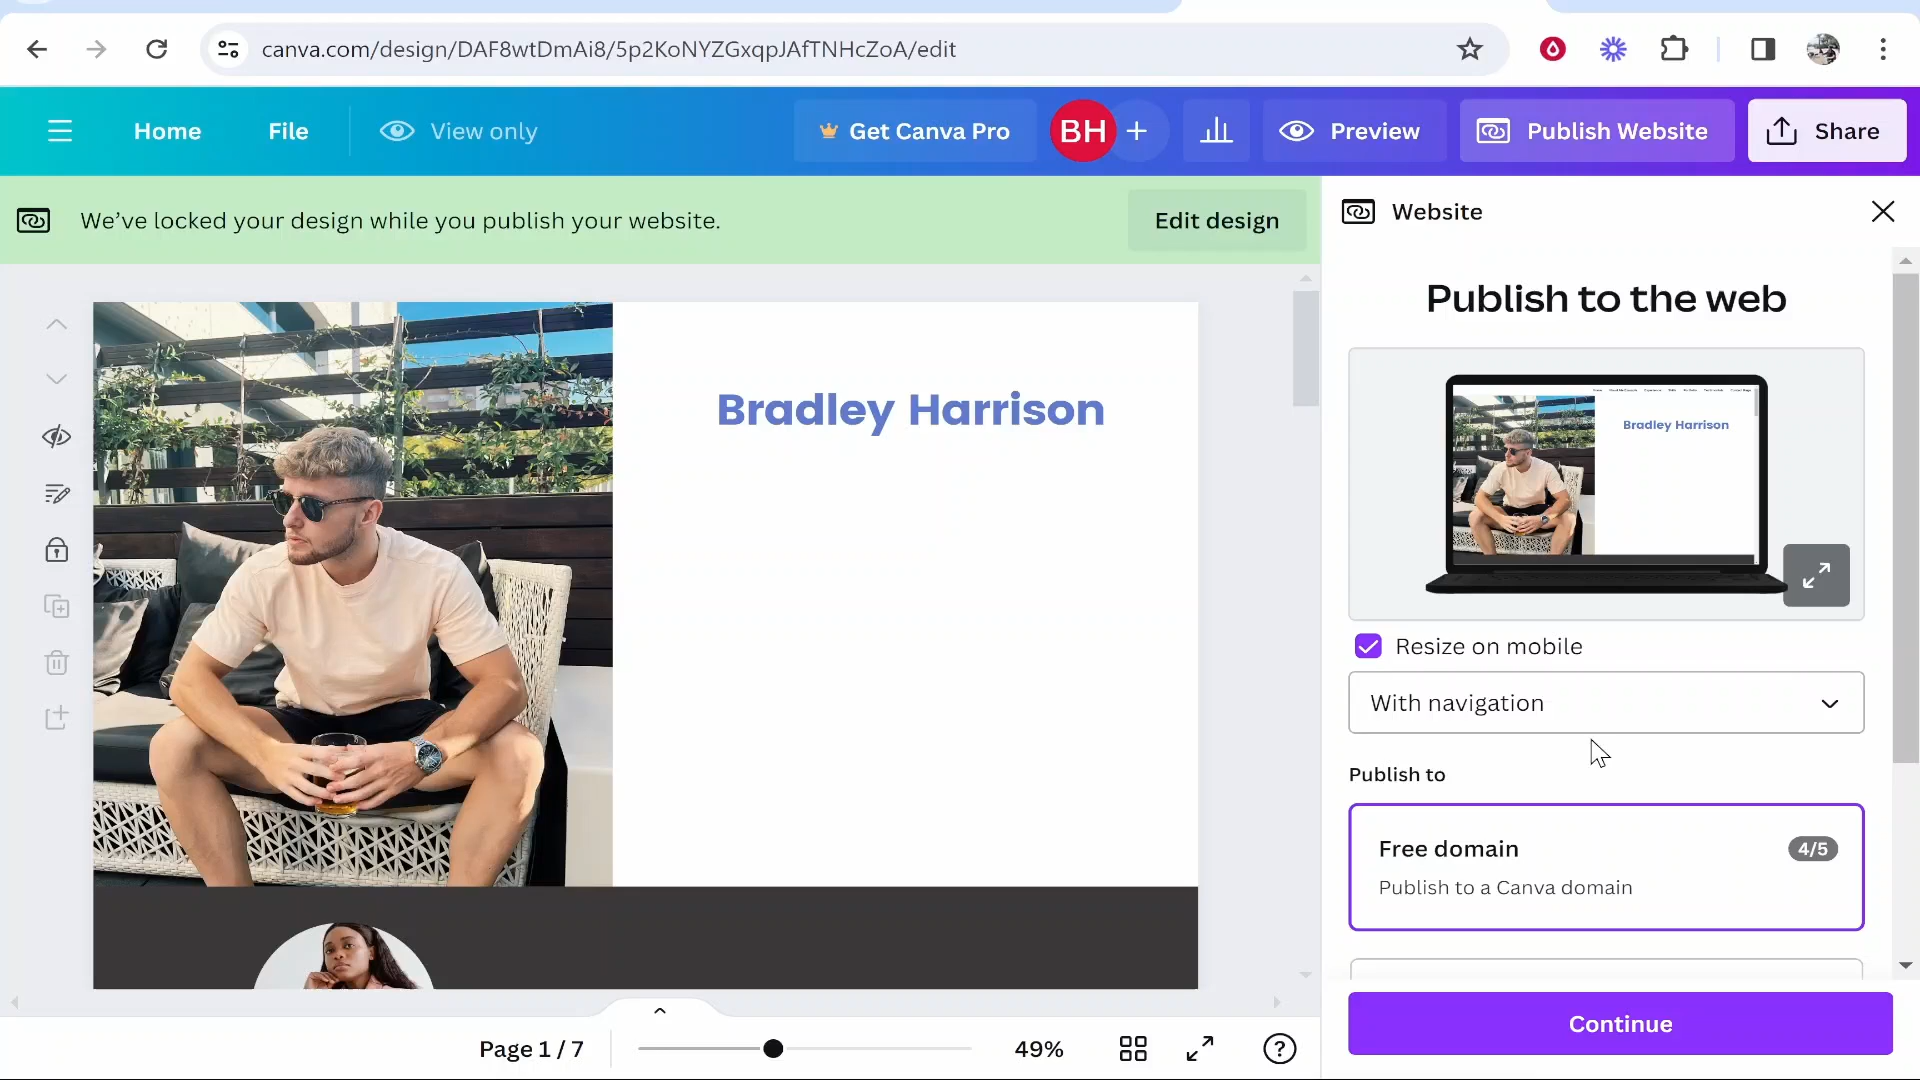 canva.com/design/DAF8wtDmAi8/5p2KoNYZGxqpJAfTNHcZoA/edit
Home
File
View only
Get Canva Pro
BH
Preview
Publish Website
Share
We've locked your design while you publish your website.
Edit design
Website
Publish to the web
Bradley Harrison
Bradley Harrison
Resize on mobile
With navigation
Publish to
Free domain
4/5
Publish to a Canva domain
Continue
Page 1 / 7
49%